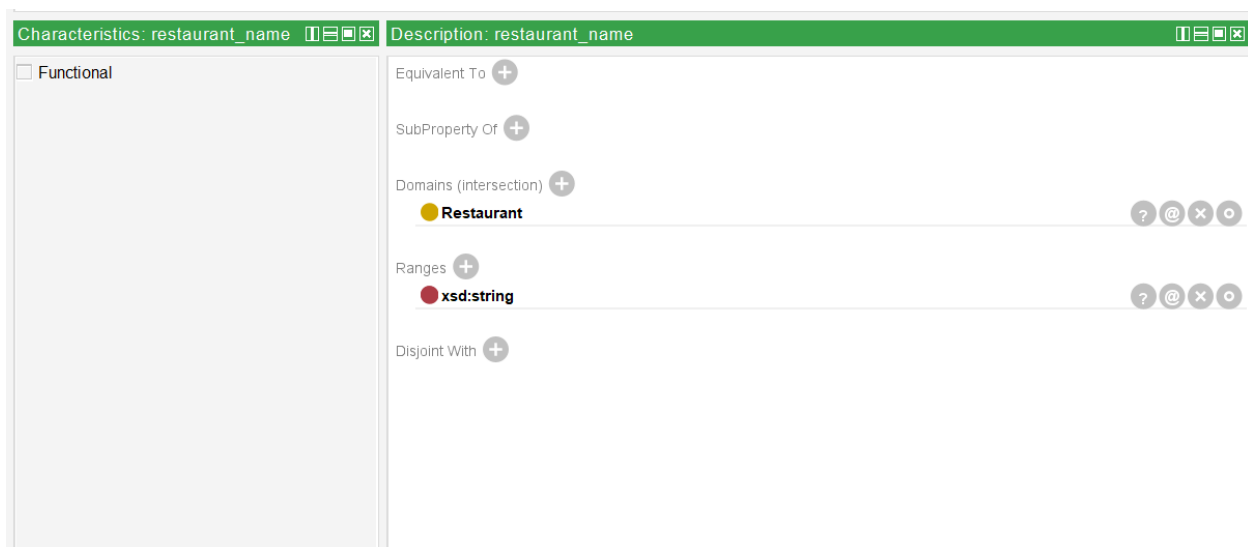 Characteristics: restaurant_name
Functional
Description: restaurant_name
Equivalent To
SubProperty Of
Domains (intersection)
Restaurant
? @
Ranges
xsd:string
? @
Disjoint With